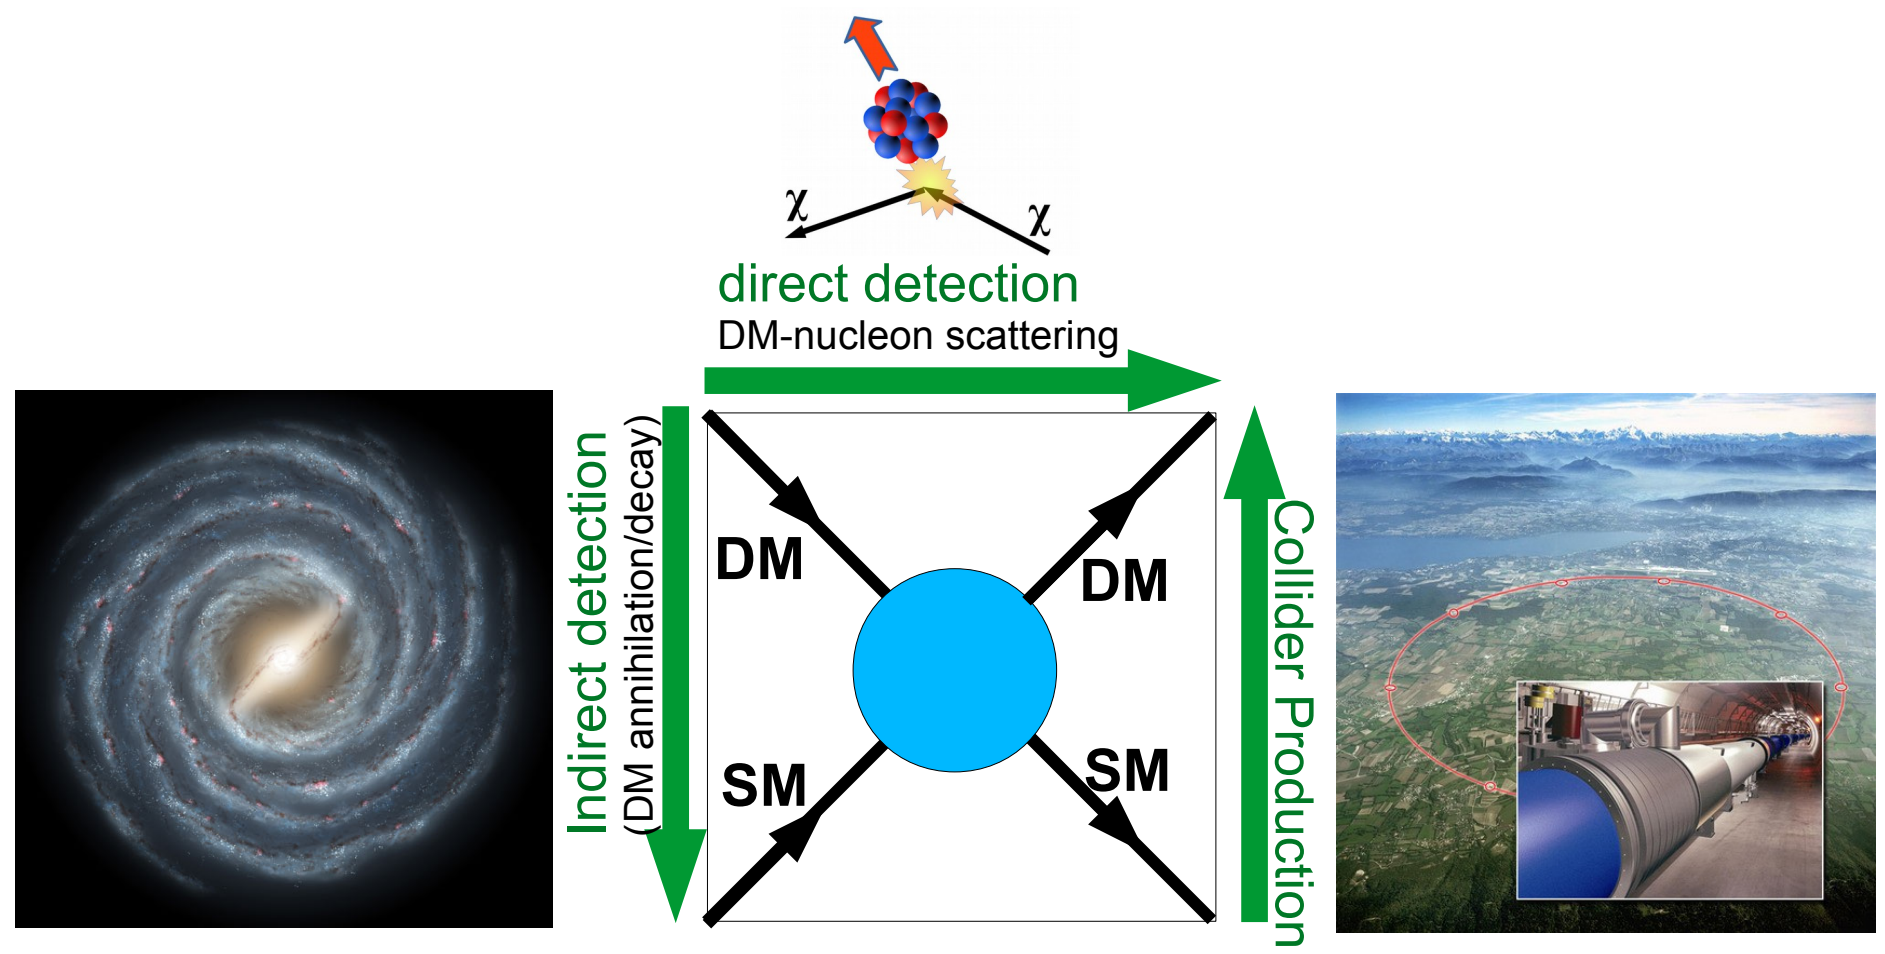 χ
χ
direct detection
DM-nucleon scattering
Indirect detection
(DM annihilation/decay)
DM
DM
SM
SM
Collider Production